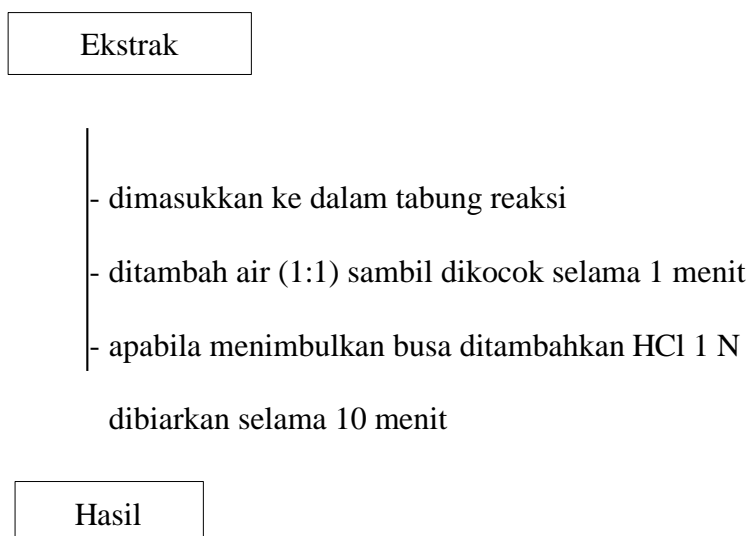 Ekstrak
- dimasukkan ke dalam tabung reaksi
- ditambah air (1:1) sambil dikocok selama 1 menit
- apabila menimbulkan busa ditambahkan HCl 1 N
dibiarkan selama 10 menit
Hasil